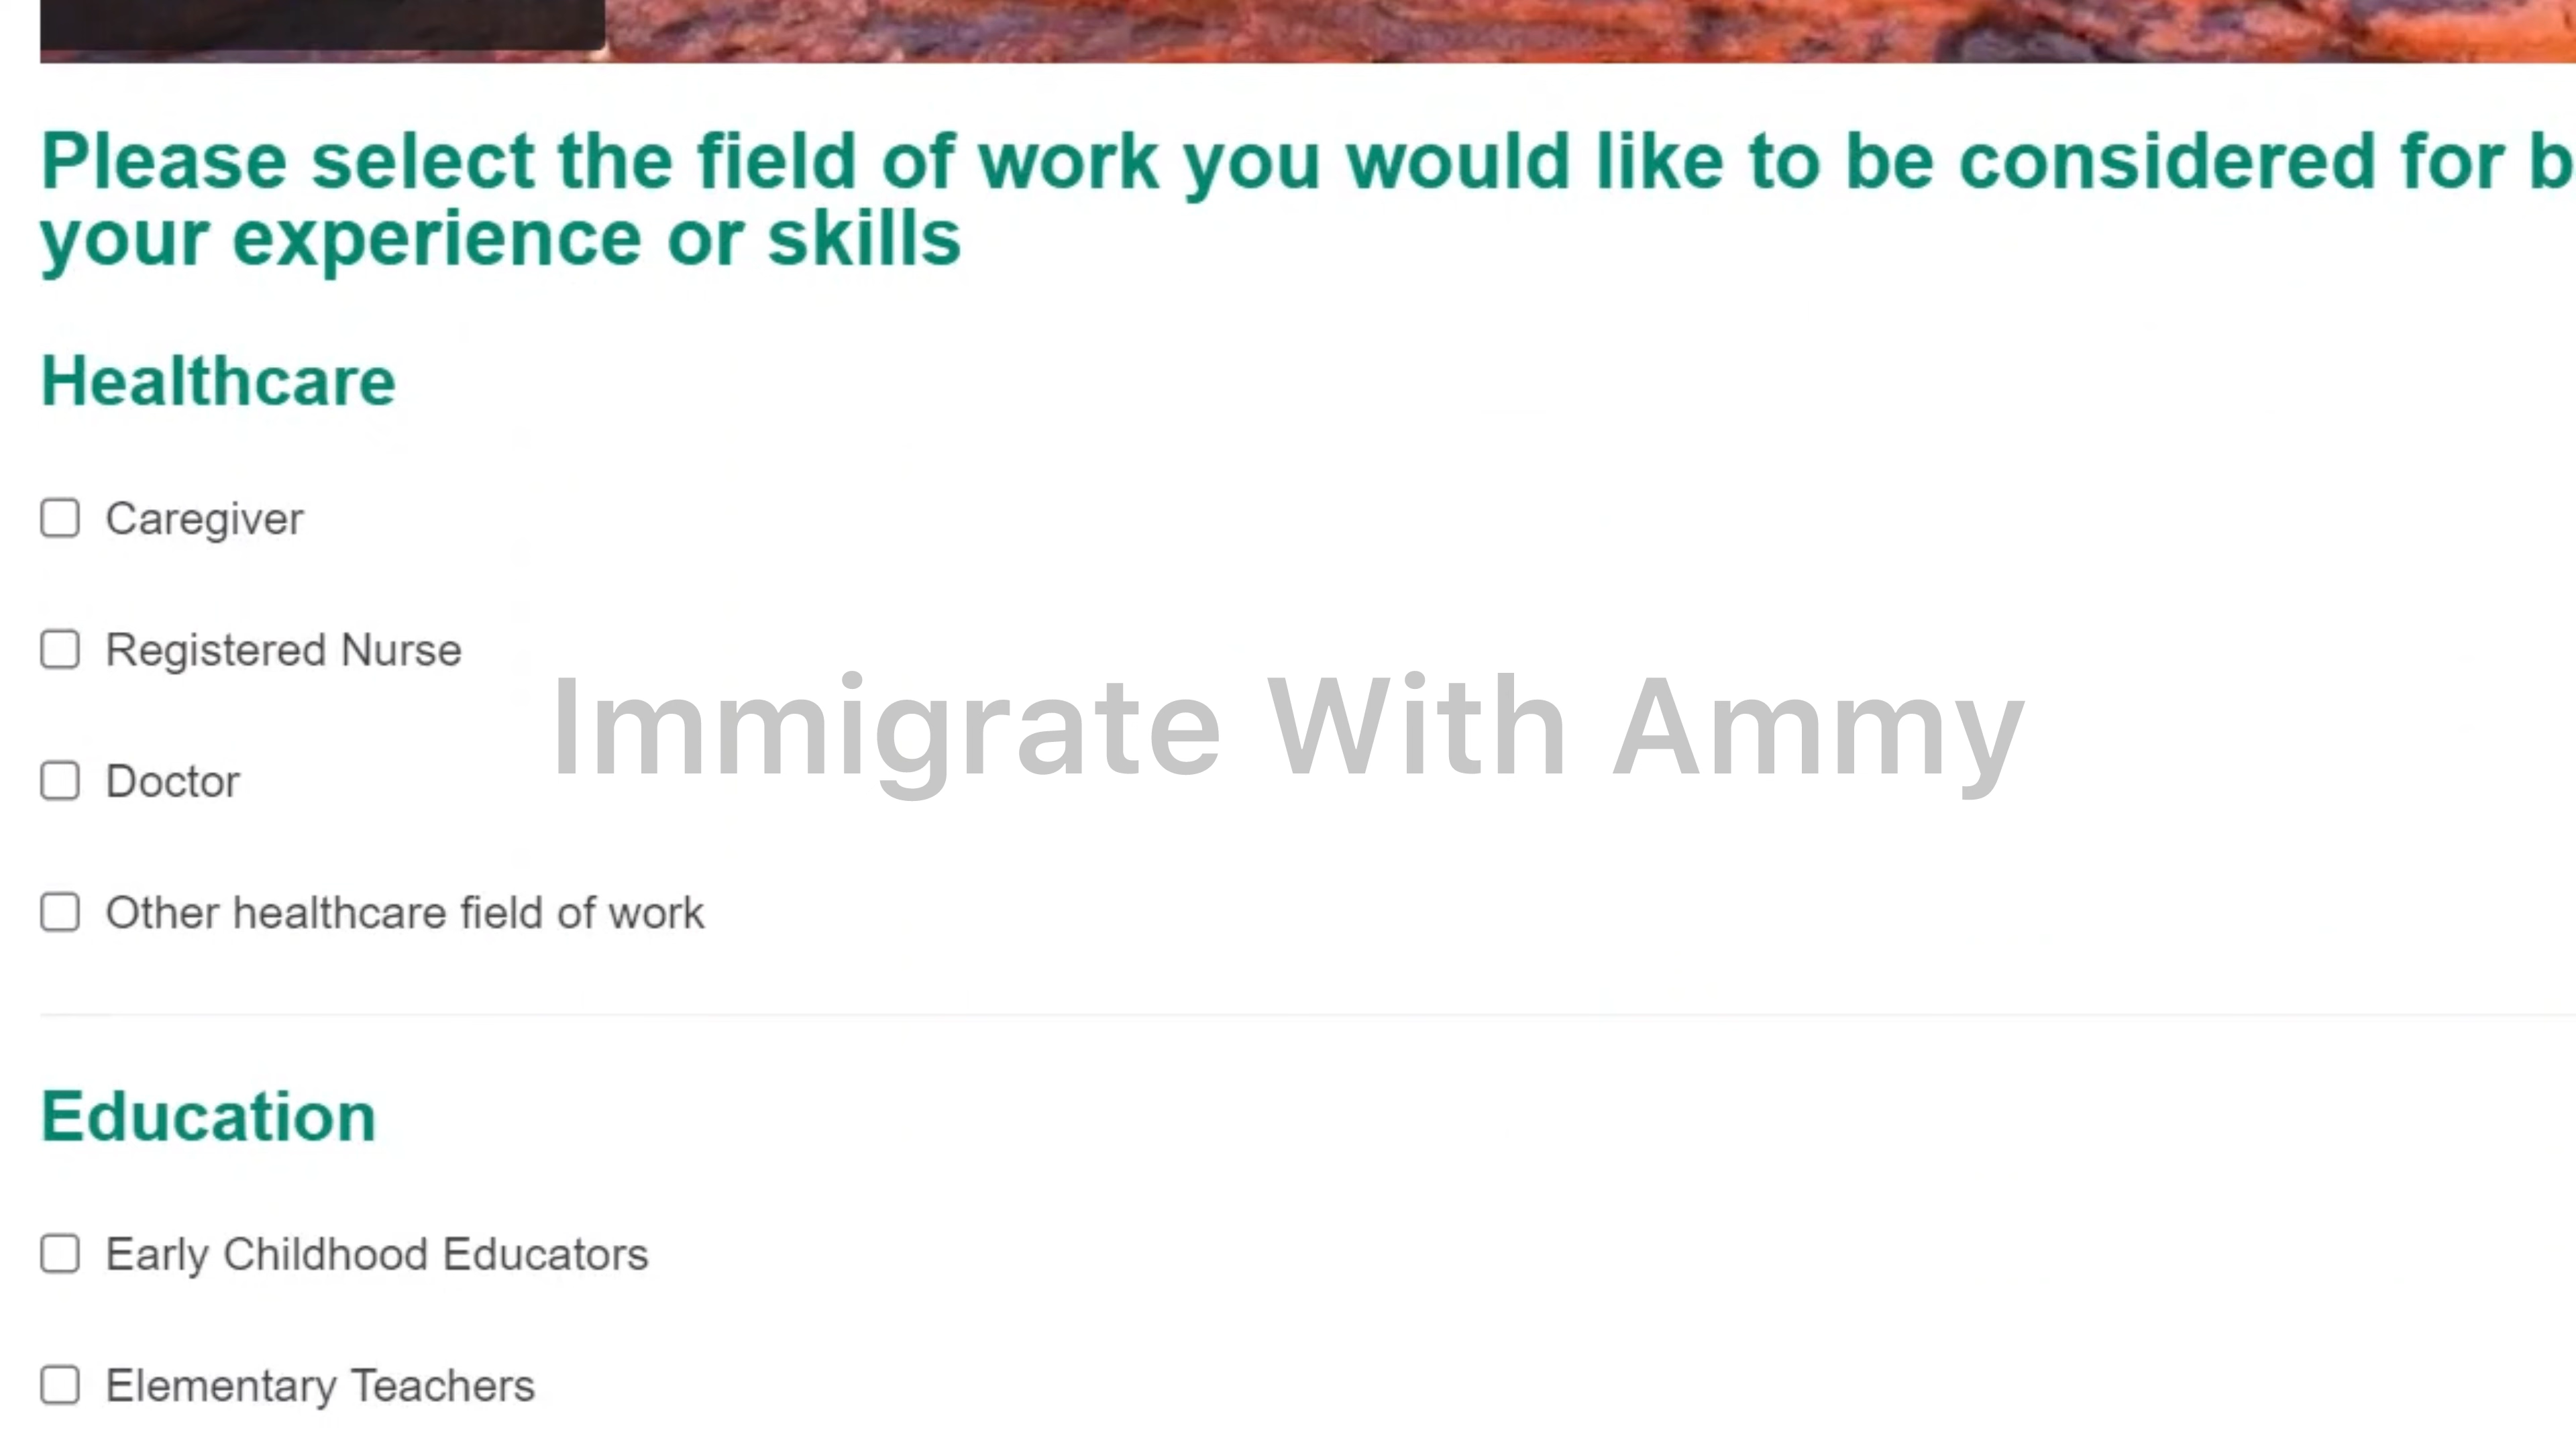 Please select the field of work you would like to be considered for b
your experience or skills
Healthcare
Caregiver
Registered Nurse
Immigrate With Ammy
Doctor
Other healthcare field of work
Education
Early Childhood Educators
Elementary Teachers